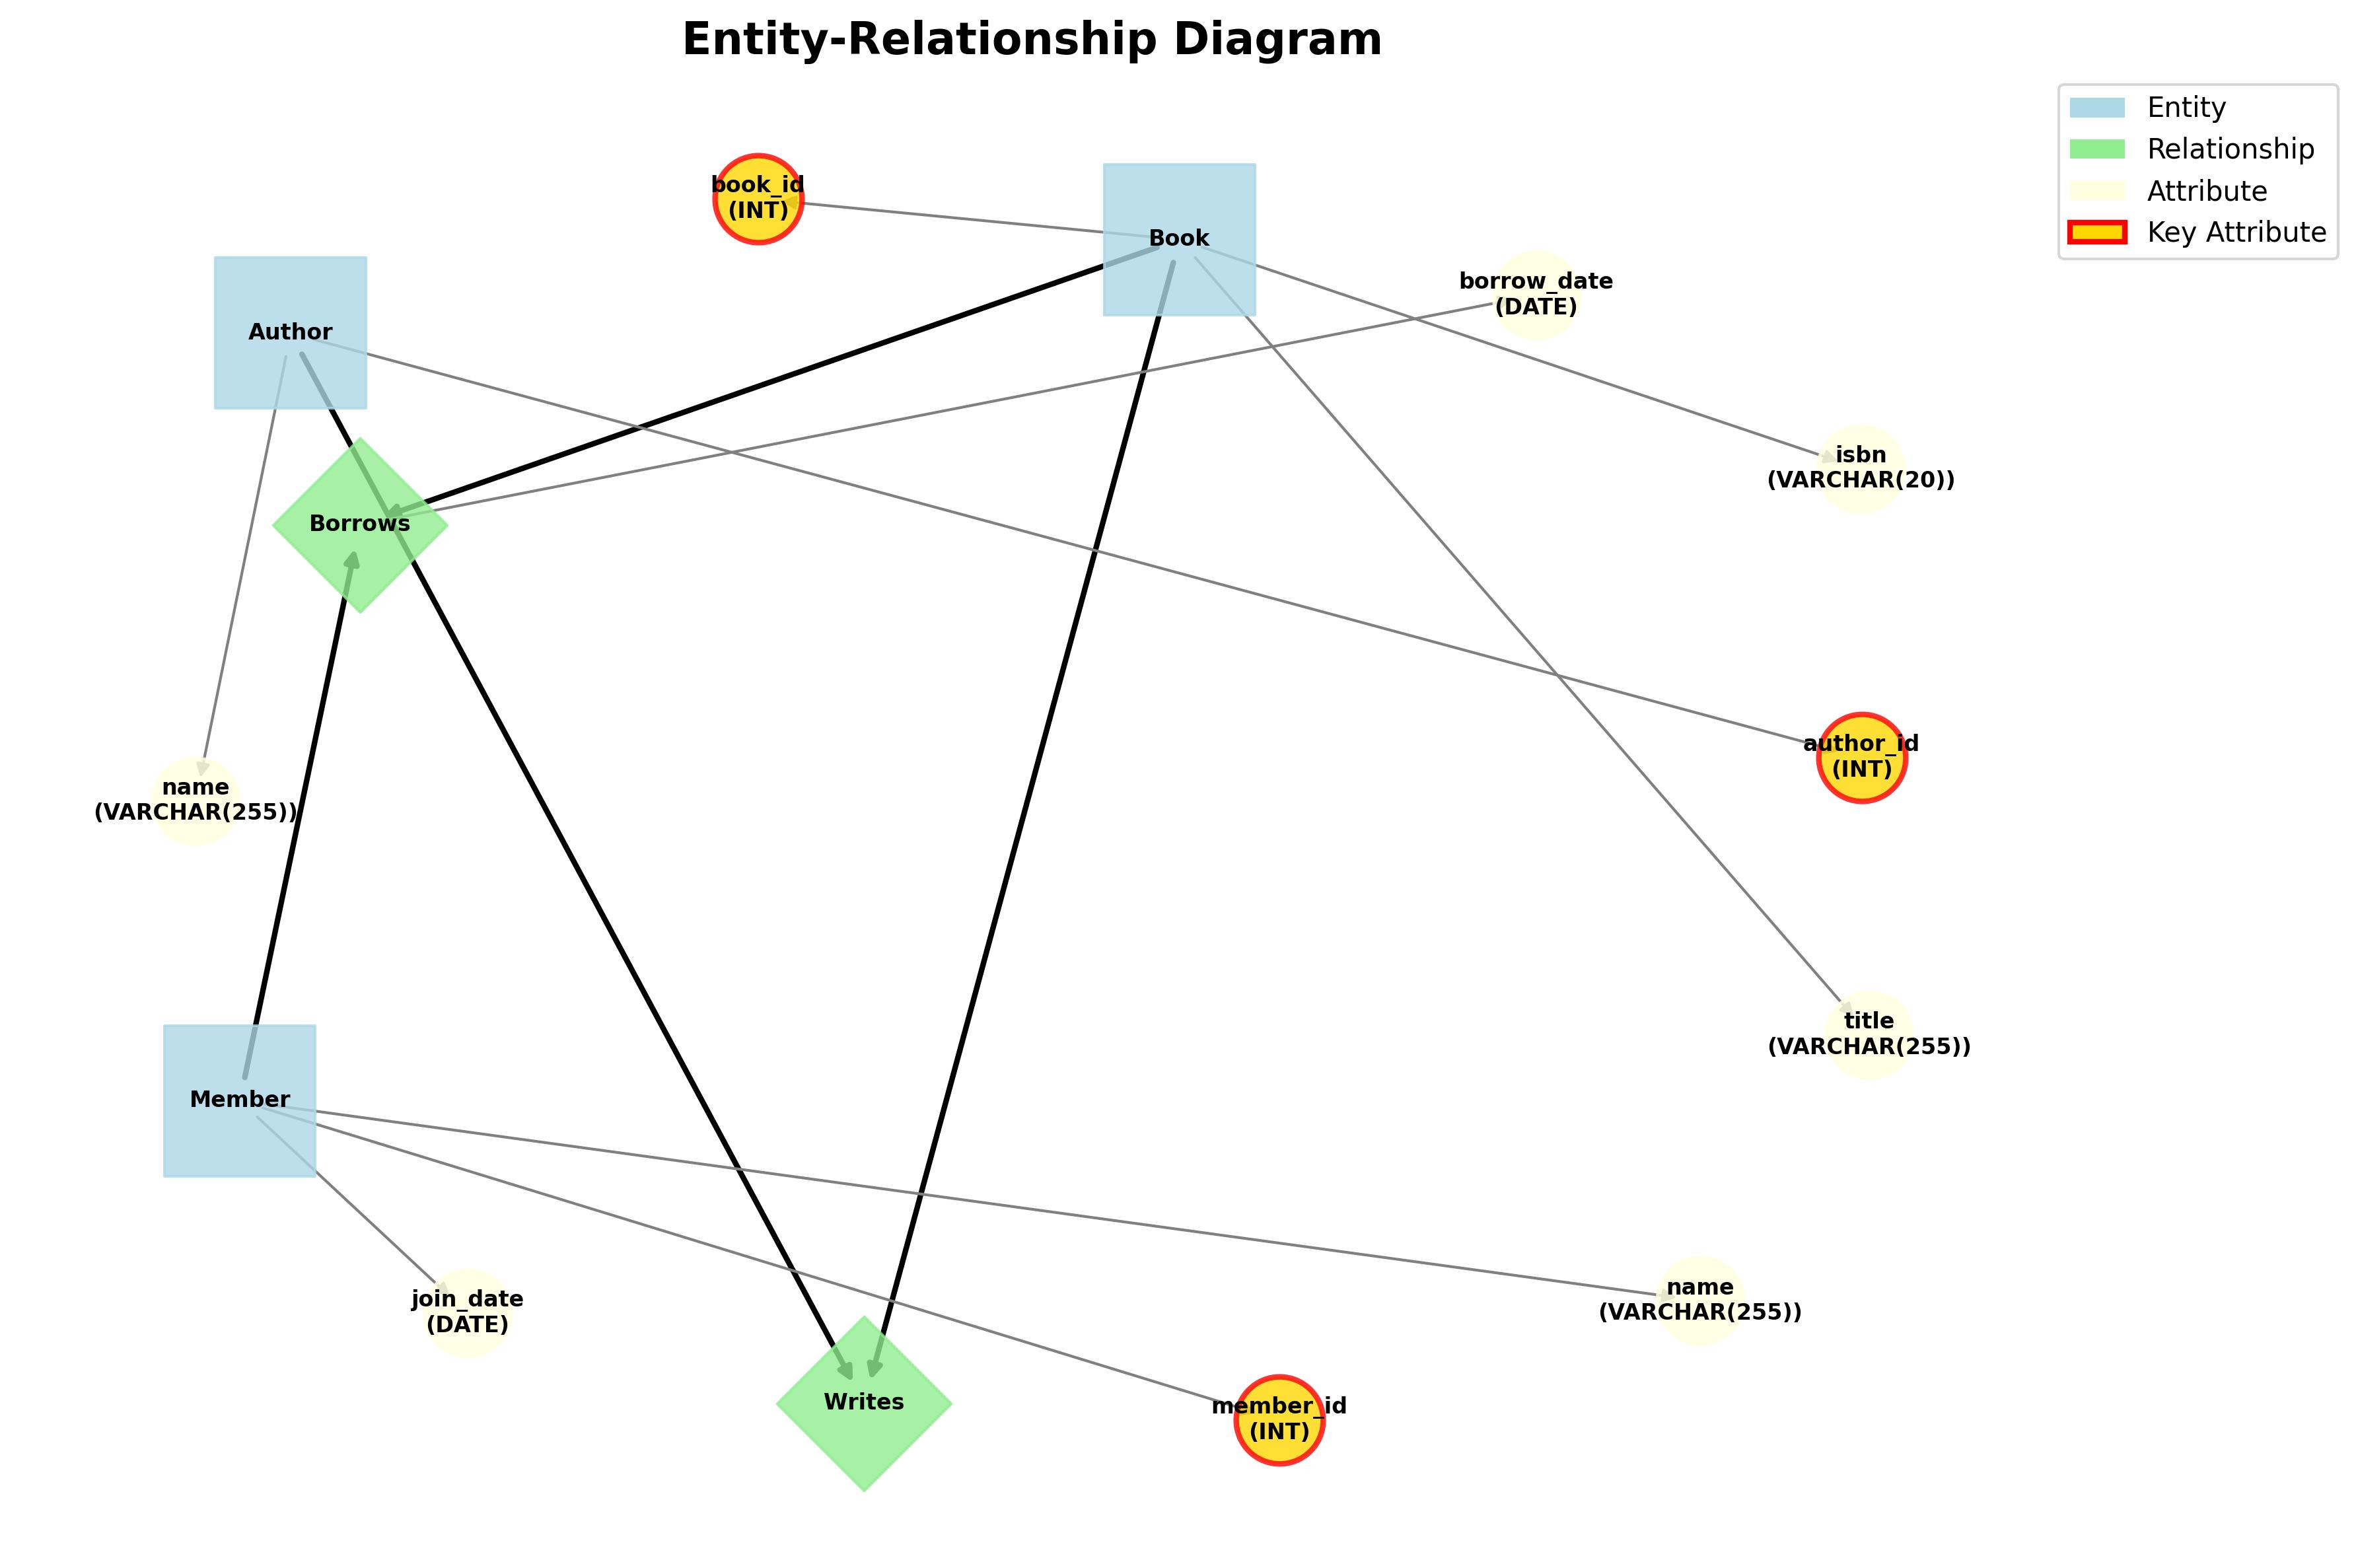 Entity-Relationship Diagram
Entity
Relationship
Attribute
Key Attribute
book_id
(INT)
Book
borrow_date
(DATE)
Author
isbn
(VARCHAR(20))
Borrows
author_id
(INT)
name
(VARCHAR(255))
title
(VARCHAR(255))
Member
join_date
(DATE)
name
(VARCHAR(255))
Writes
member_id
(INT)